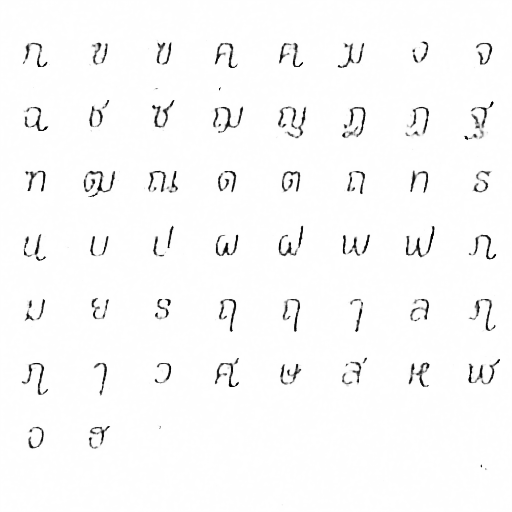 ก ข ฃ ค ฅ ฆ ง จ
ฉ ช ซ ฌ ญ ฎ ฏ ฐ
ฑ ฒ ณ ด ต ถ ท ธ
น บ ป ผ ฝ พ ฟ ภ
ม ย ร ฤ ฤ ๅ ล ฦ
ฦ ๅ ว ศ ษ ส ห ฬ
อ ฮ